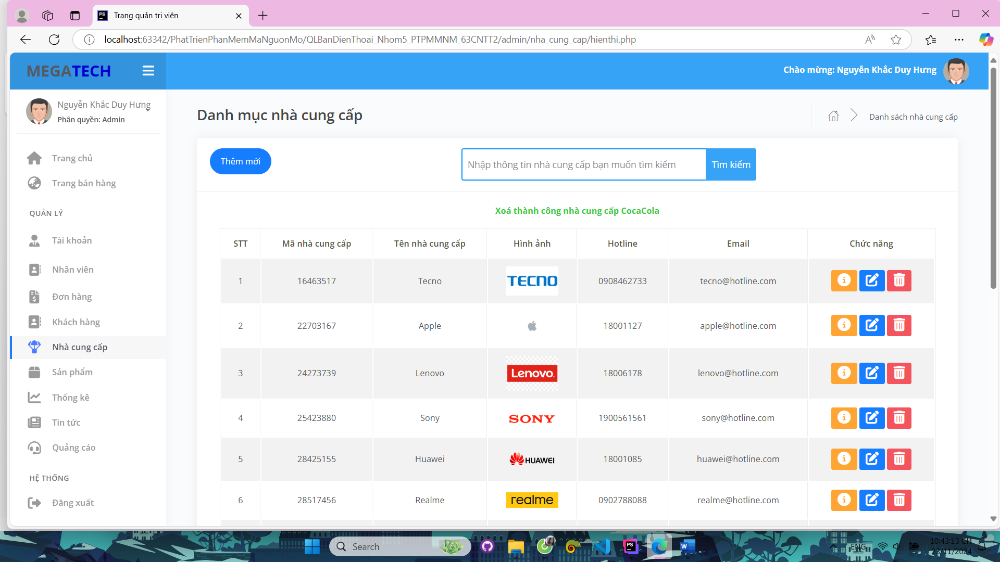 Trang quản trị viên
localhost:63342/PhatTrienPhanMemMaNguonMo/QLBanDienThoai_Nhom5_PTPMMNM_63CNTT2/admin/nha_cung_cap/hienthi.php
MEGATECH
Chào mừng: Nguyễn Khắc Duy Hưng
Nguyễn Khắc Duy Hưng
Phân quyền: Admin
Trang chủ
Trang bán hàng
QUẢN LÝ
Tài khoản
Nhân viên
Đơn hàng
Khách hàng
Nhà cung cấp
Sản phẩm
Thống kê
Tin tức
Quảng cáo
HỆ THỐNG
Đăng xuất
Danh mục nhà cung cấp
Danh sách nhà cung cấp
Thêm mới
Nhập thông tin nhà cung cấp bạn muốn tìm kiếm
Tìm kiếm
Xoá thành công nhà cung cấp CocaCola
STT Mã nhà cung cấp Tên nhà cung cấp Hình ảnh Hotline Email Chức năng
1 16463517 Tecno TECNO 0908462733 tecno@hotline.com
2 22703167 Apple 18001127 apple@hotline.com
3 24273739 Lenovo Lenovo 18006178 lenovo@hotline.com
4 25423880 Sony SONY 1900561561 sony@hotline.com
5 28425155 Huawei HUAWEI 18001085 huawei@hotline.com
6 28517456 Realme realme 0902788088 realme@hotline.com
Search
ENG
10:43:13 CH
23/11/2024